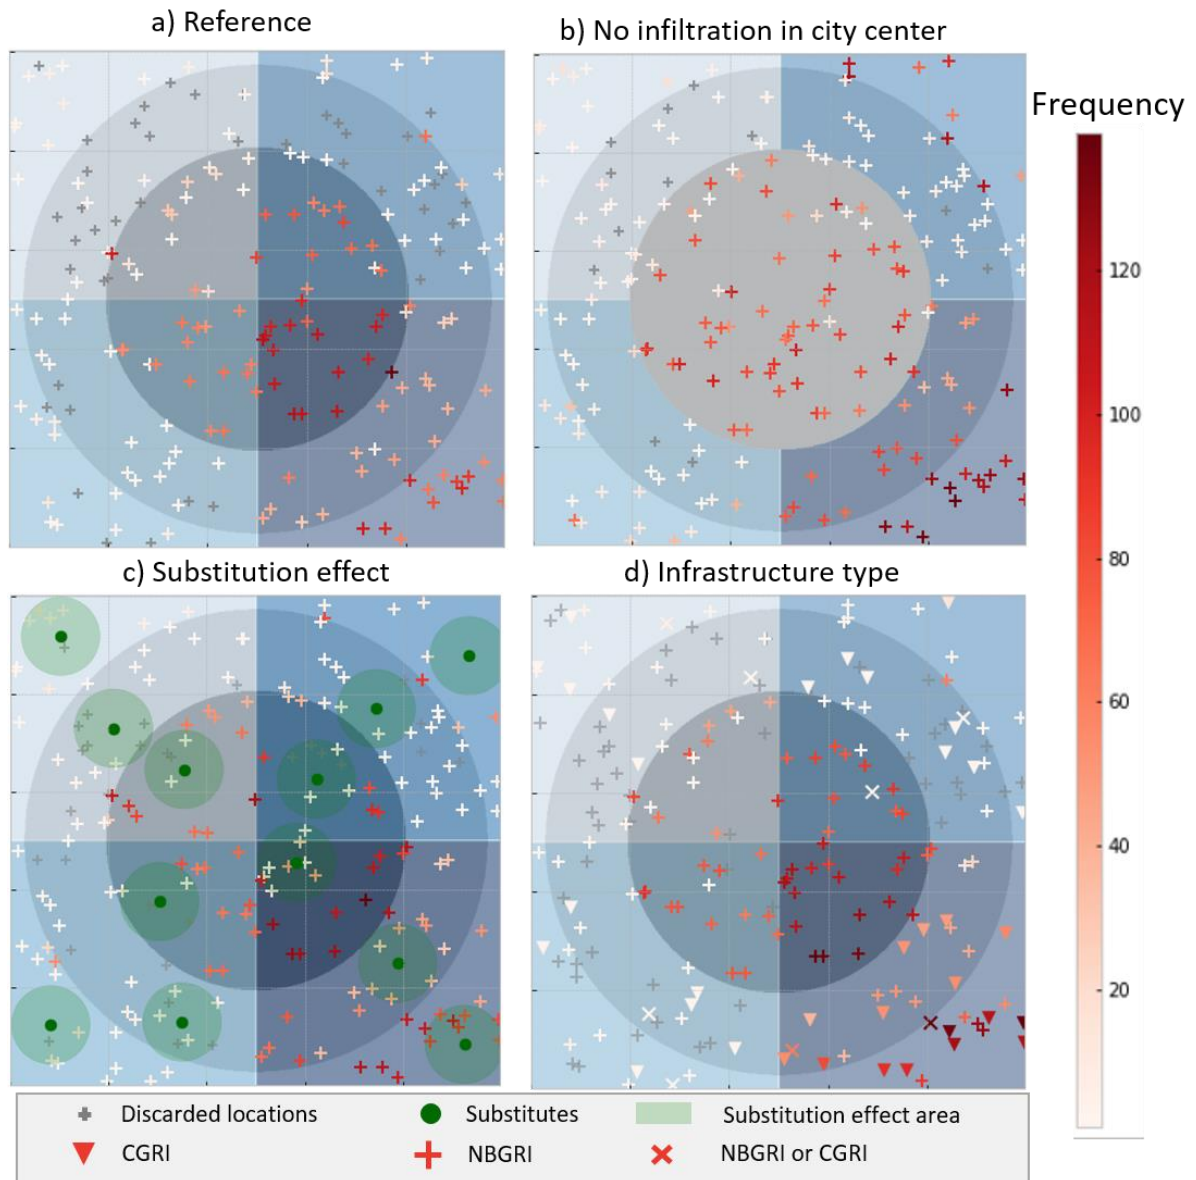 a) Reference
b) No infiltration in city center
Frequency
120
100
80
60
40
20
c) Substitution effect
d) Infrastructure type
Discarded locations
Substitutes
Substitution effect area
CGRI
NBGRI
NBGRI or CGRI